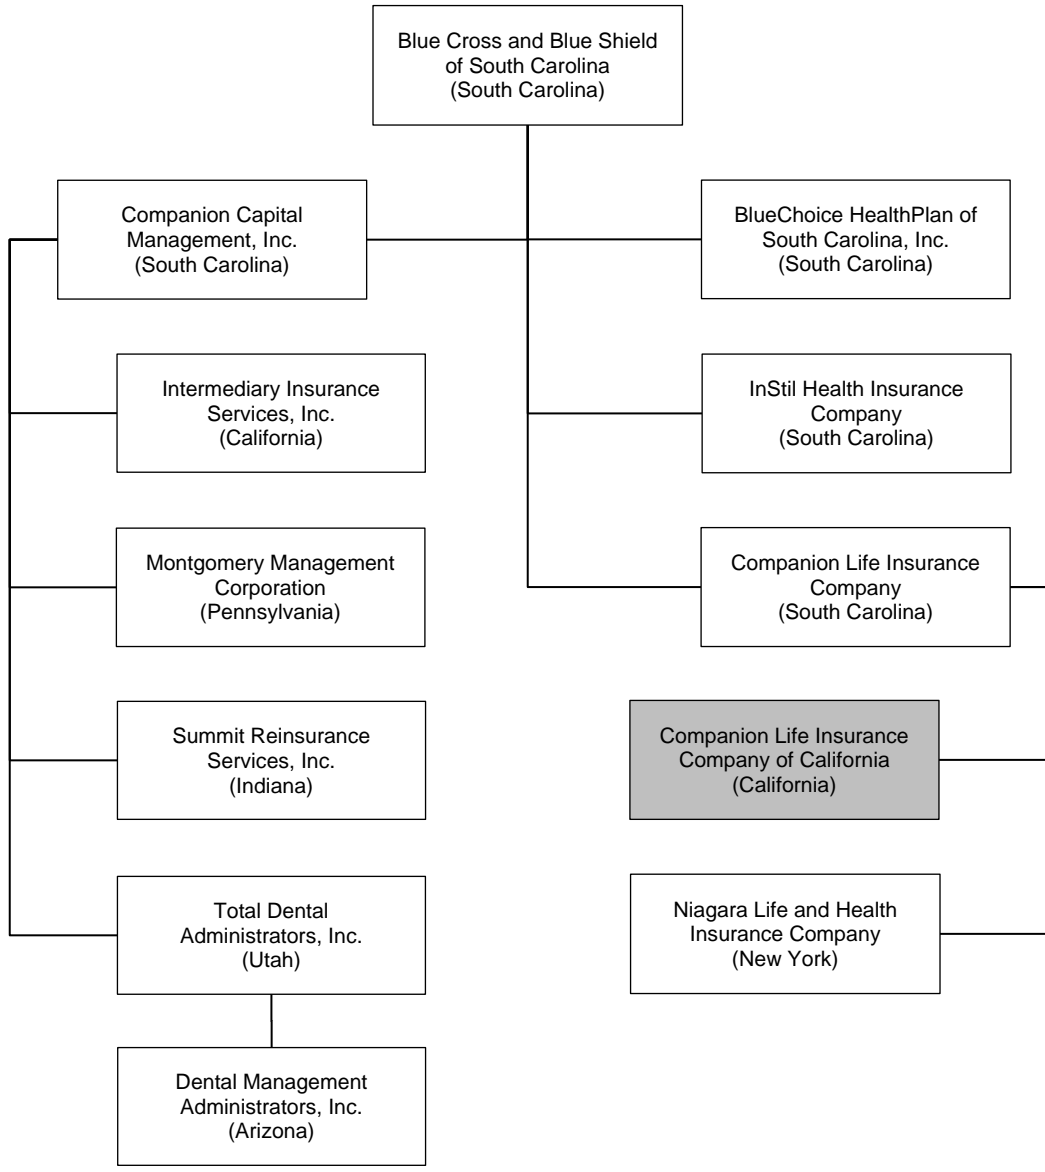 Blue Cross and Blue Shield
of South Carolina
(South Carolina)
Companion Capital
Management, Inc.
(South Carolina)
BlueChoice HealthPlan of
South Carolina, Inc.
(South Carolina)
Intermediary Insurance
Services, Inc.
(California)
InStil Health Insurance
Company
(South Carolina)
Montgomery Management
Corporation
(Pennsylvania)
Companion Life Insurance
Company
(South Carolina)
Summit Reinsurance
Services, Inc.
(Indiana)
Companion Life Insurance
Company of California
(California)
Total Dental
Administrators, Inc.
(Utah)
Niagara Life and Health
Insurance Company
(New York)
Dental Management
Administrators, Inc.
(Arizona)